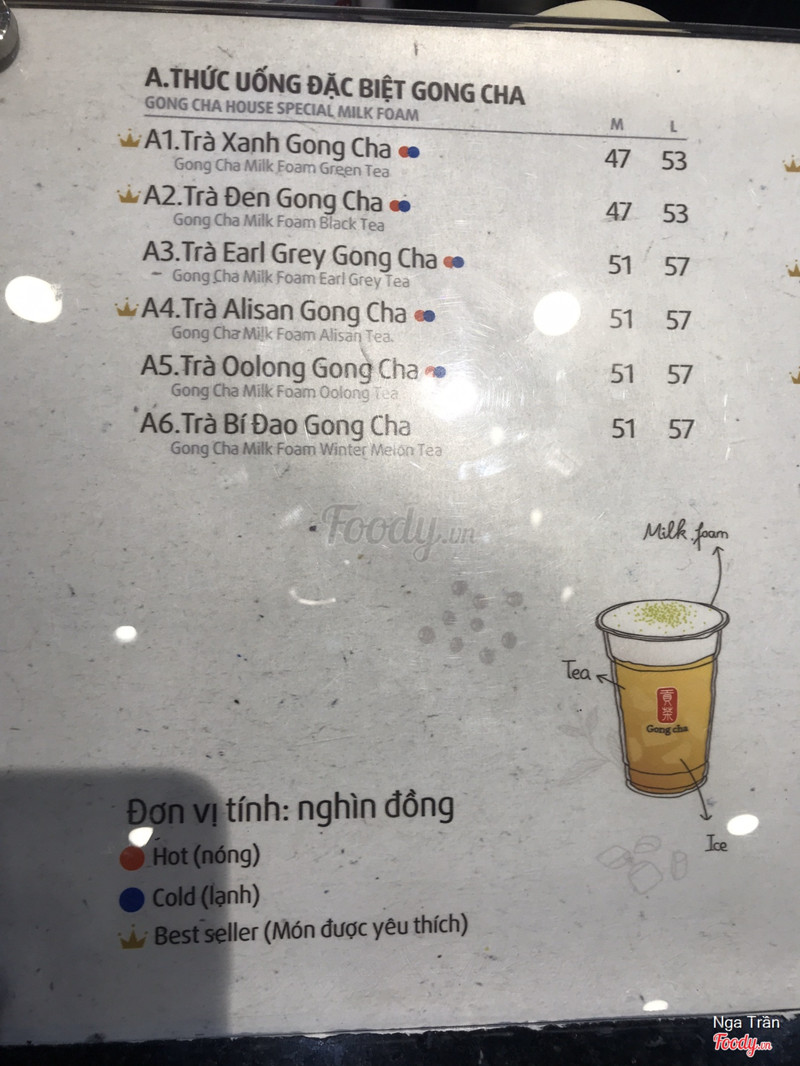 A.THỨC UỐNG ĐẶC BIỆT GONG CHA
GONG CHA HOUSE SPECIAL MILK FOAM
M L
A1.Trà Xanh Gong Cha 47 53
Gong Cha Milk Foam Green Tea
A2.Trà Đen Gong Cha 47 53
Gong Cha Milk Foam Black Tea
A3.Trà Earl Grey Gong Cha 51 57
Gong Cha Milk Foam Earl Grey Tea
A4.Trà Alisan Gong Cha 51 57
Gong Cha Milk Foam Alisan Tea
A5.Trà Oolong Gong Cha 51 57
Gong Cha Milk Foam Oolong Tea
A6.Trà Bí Đao Gong Cha 51 57
Gong Cha Milk Foam Winter Melon Tea
Foody.vn
Milk foam
Tea
貢茶
Gong cha
Ice
Đơn vị tính: nghìn đồng
Hot (nóng)
Cold (lạnh)
Best seller (Món được yêu thích)
Nga Trần
Foody.vn